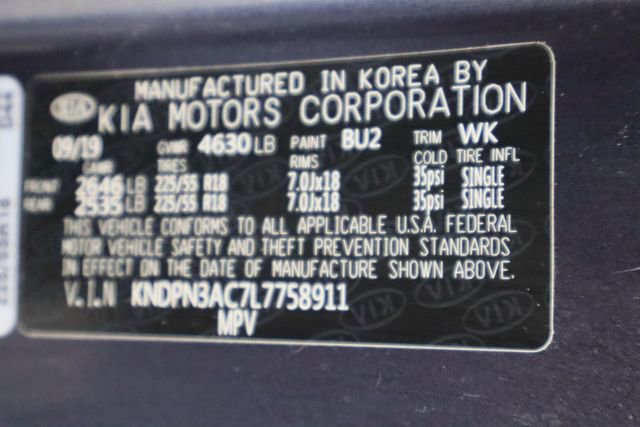 MANUFACTURED IN KOREA BY
KIA KIA MOTORS CORPORATION
09/19 GVWR 4630 LB PAINT BU2 TRIM WK
GAWR TIRES RIMS COLD TIRE INFL
FRONT 2646 LB 225/55 R18 7.0Jx18 35psi SINGLE
REAR 2535 LB 225/55 R18 7.0Jx18 35psi SINGLE
THIS VEHICLE CONFORMS TO ALL APPLICABLE U.S.A. FEDERAL
MOTOR VEHICLE SAFETY AND THEFT PREVENTION STANDARDS
IN EFFECT ON THE DATE OF MANUFACTURE SHOWN ABOVE.
V.I.N KNDPN3AC7L7758911
MPV